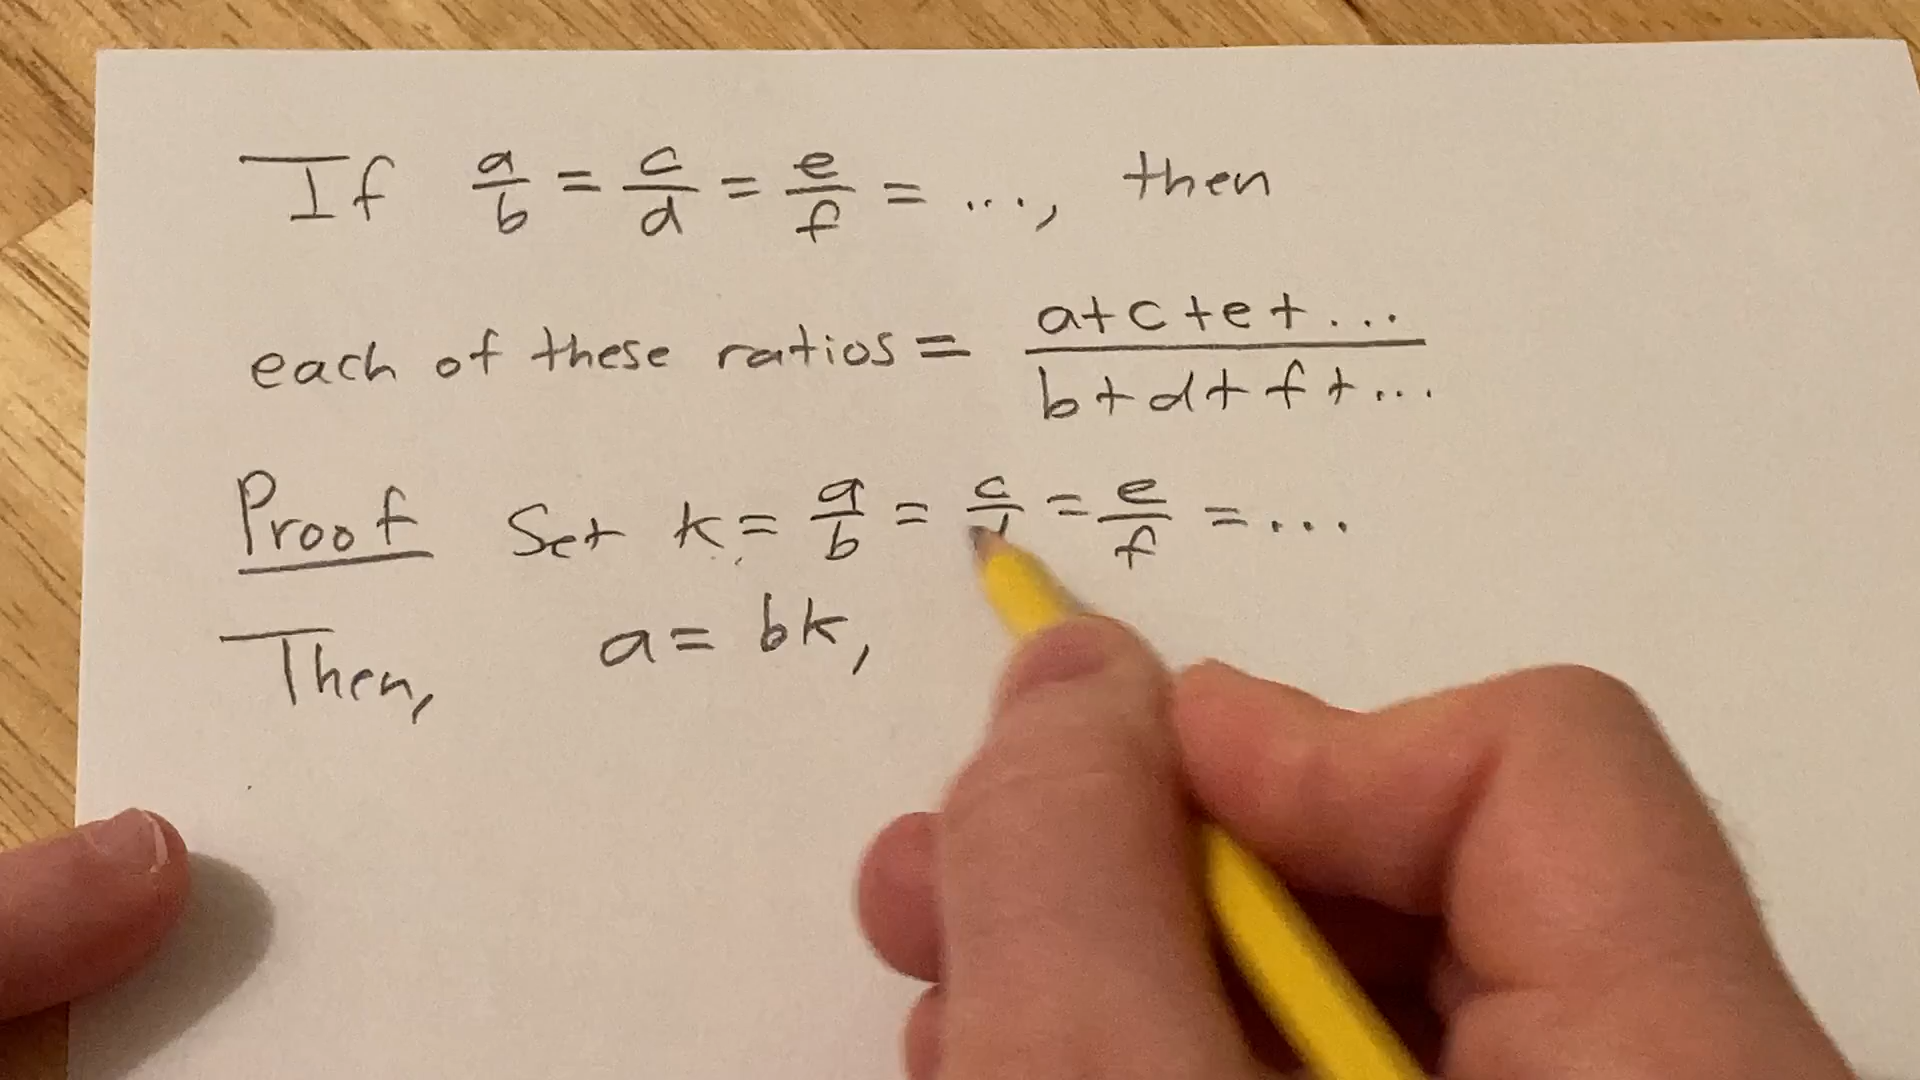 If a/b = c/d = e/f = ..., then
each of these ratios = (a+c+e+...)/(b+d+f+...)
Proof Set k = a/b = c/d = e/f = ...
Then, a = bk,